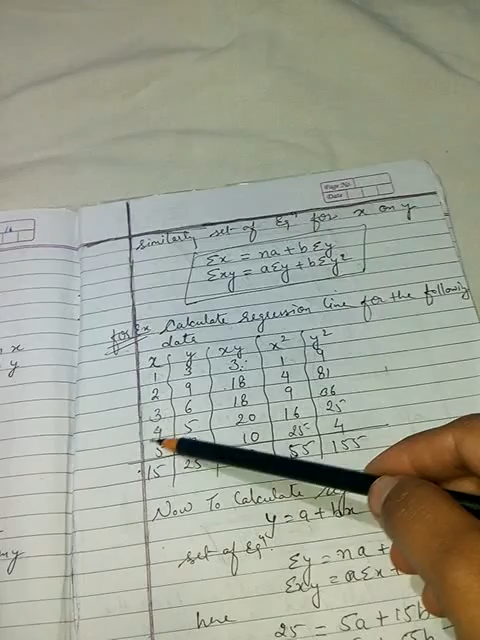 Page No.
Date
Similarly set of Eqⁿ for x on y
Σx = na + bΣy
Σxy = aΣy + bΣy²
for Ex Calculate regression line for the following
data
x y xy x² y²
1 3 3 1 9
2 9 18 4 81
3 6 18 9 36
4 5 20 16 25
5 10 25 4
15 25 55 155
Now To Calculate
y = a + bx
set of Eqⁿ
Σy = na +
Σxy = aΣx +
here
25 = 5a + 15b
x
y
my